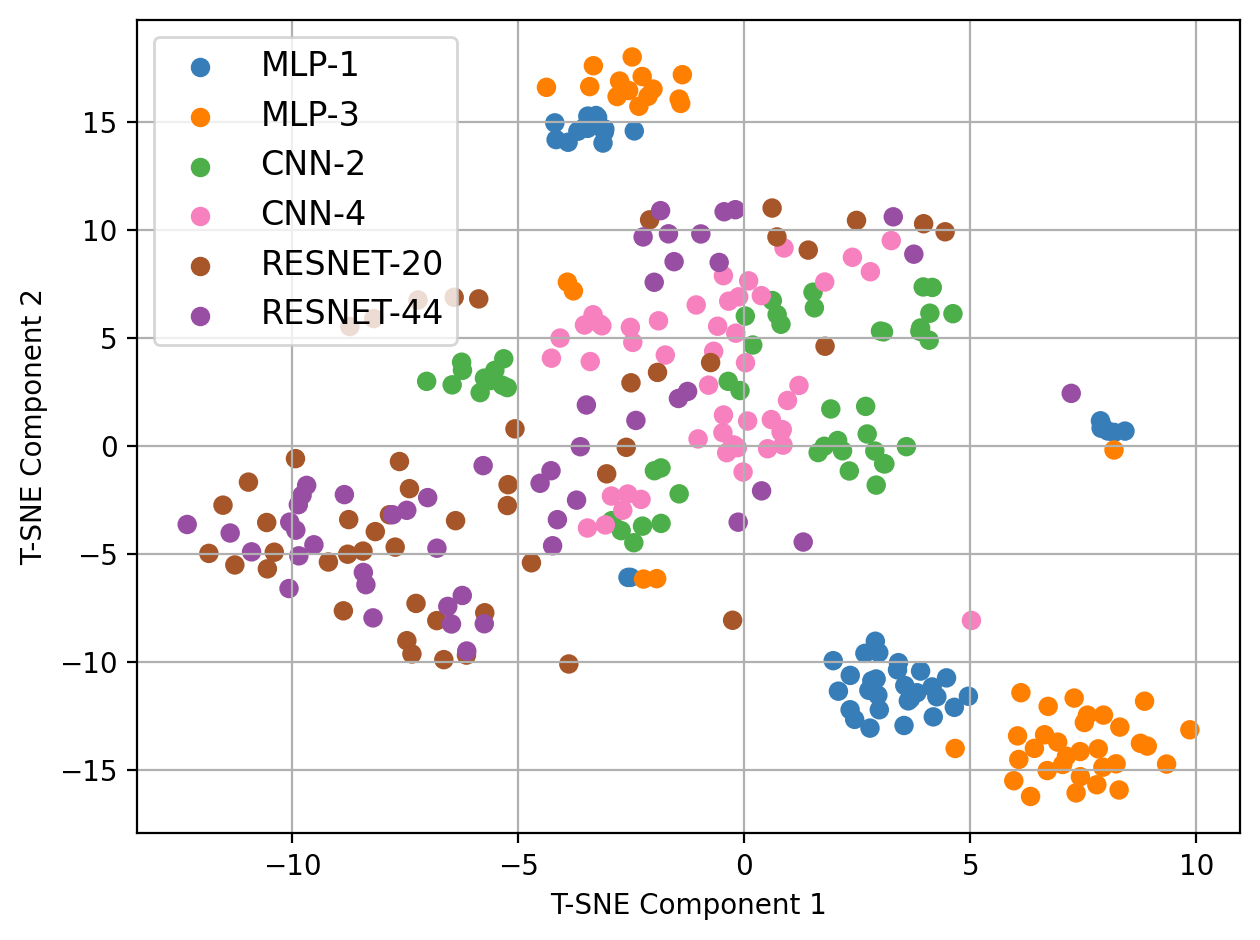 MLP-1
MLP-3
CNN-2
CNN-4
RESNET-20
RESNET-44
15
10
5
0
−5
−10
−15
T-SNE Component 2
−10 −5 0 5 10
T-SNE Component 1